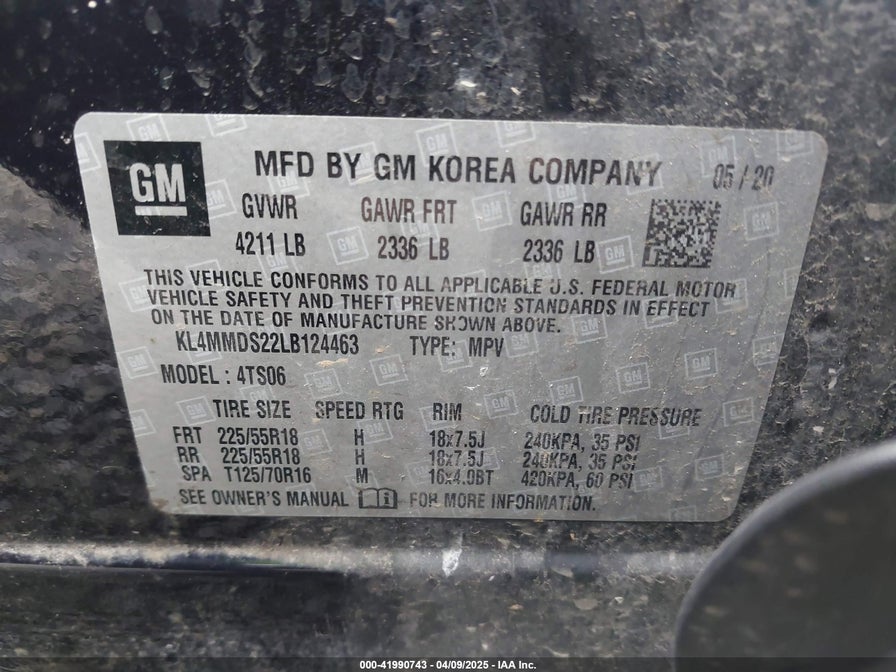 GM MFD BY GM KOREA COMPANY 05/20
GVWR GAWR FRT GAWR RR
4211 LB 2336 LB 2336 LB
THIS VEHICLE CONFORMS TO ALL APPLICABLE U.S. FEDERAL MOTOR
VEHICLE SAFETY AND THEFT PREVENTION STANDARDS IN EFFECT
ON THE DATE OF MANUFACTURE SHOWN ABOVE.
KL4MMDS22LB124463 TYPE: MPV
MODEL : 4TS06
TIRE SIZE SPEED RTG RIM COLD TIRE PRESSURE
FRT 225/55R18 H 18x7.5J 240KPA, 35 PSI
RR 225/55R18 H 18x7.5J 240KPA, 35 PSI
SPA T125/70R16 M 16x4.0BT 420KPA, 60 PSI
SEE OWNER'S MANUAL FOR MORE INFORMATION.
000-41990743 | 04/09/2025 - IAA Inc.